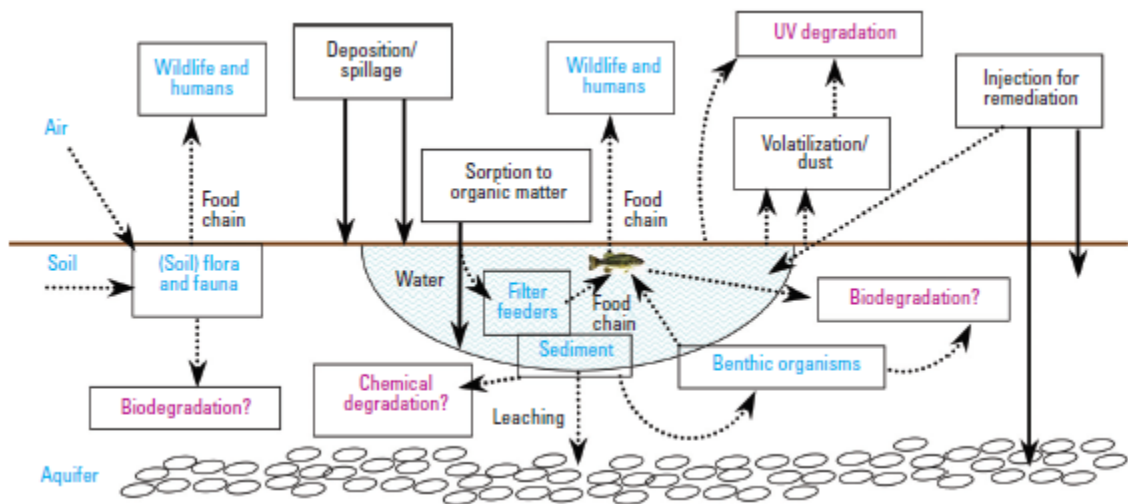 UV degradation
Deposition/
spillage
Wildlife and
humans
Wildlife and
humans
Injection for
remediation
Air
Volatilization/
dust
Sorption to
organic matter
Food
chain
Food
chain
Soil
(Soil) flora
and fauna
Water
Filter
feeders
Food
chain
Biodegradation?
Sediment
Benthic organisms
Chemical
degradation?
Biodegradation?
Leaching
Aquifer